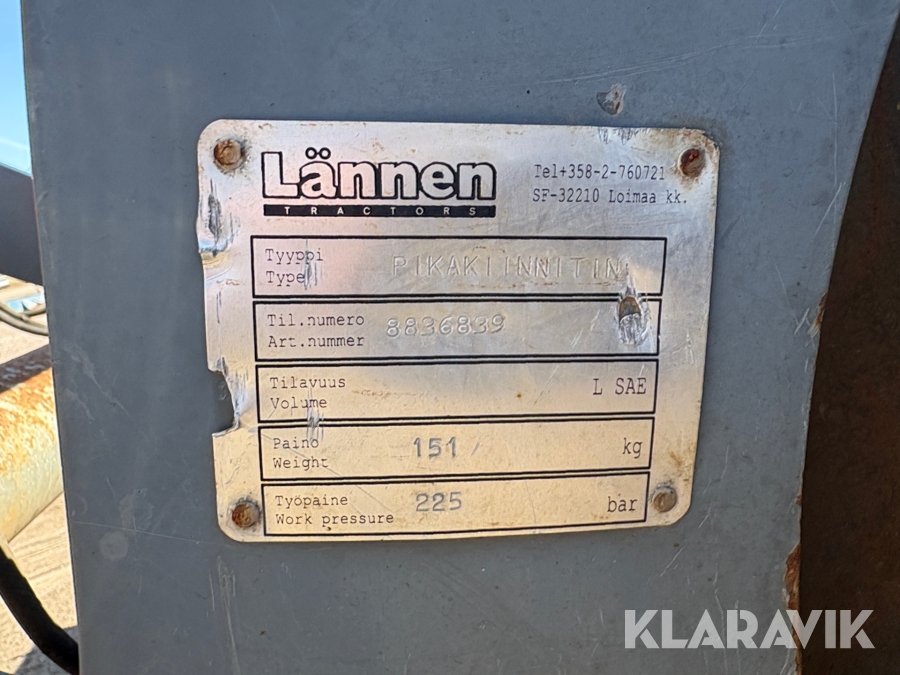 Lännen
TRACTORS
Tel+358-2-760721
SF-32210 Loimaa kk.
Tyyppi
Type
PIKAKIINNITIN
Til.numero
Art.nummer
8836839
Tilavuus
Volume
L SAE
Paino
Weight
151
kg
Työpaine
Work pressure
225
bar
KLARAVIK